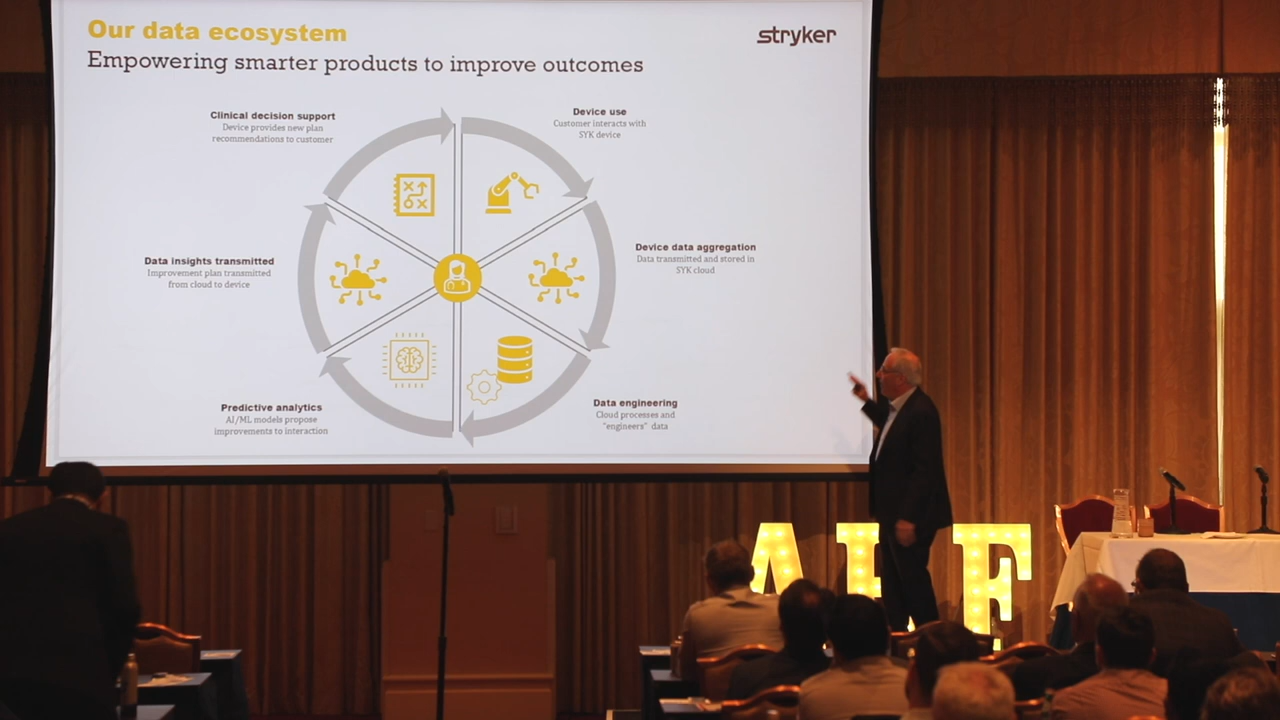 Our data ecosystem
stryker
Empowering smarter products to improve outcomes
Clinical decision support
Device provides new plan
recommendations to customer
Device use
Customer interacts with
SYK device
Data insights transmitted
Improvement plan transmitted
from cloud to device
Device data aggregation
Data transmitted and stored in
SYK cloud
Predictive analytics
AI/ML models propose
improvements to interaction
Data engineering
Cloud processes and
"engineers" data
A F